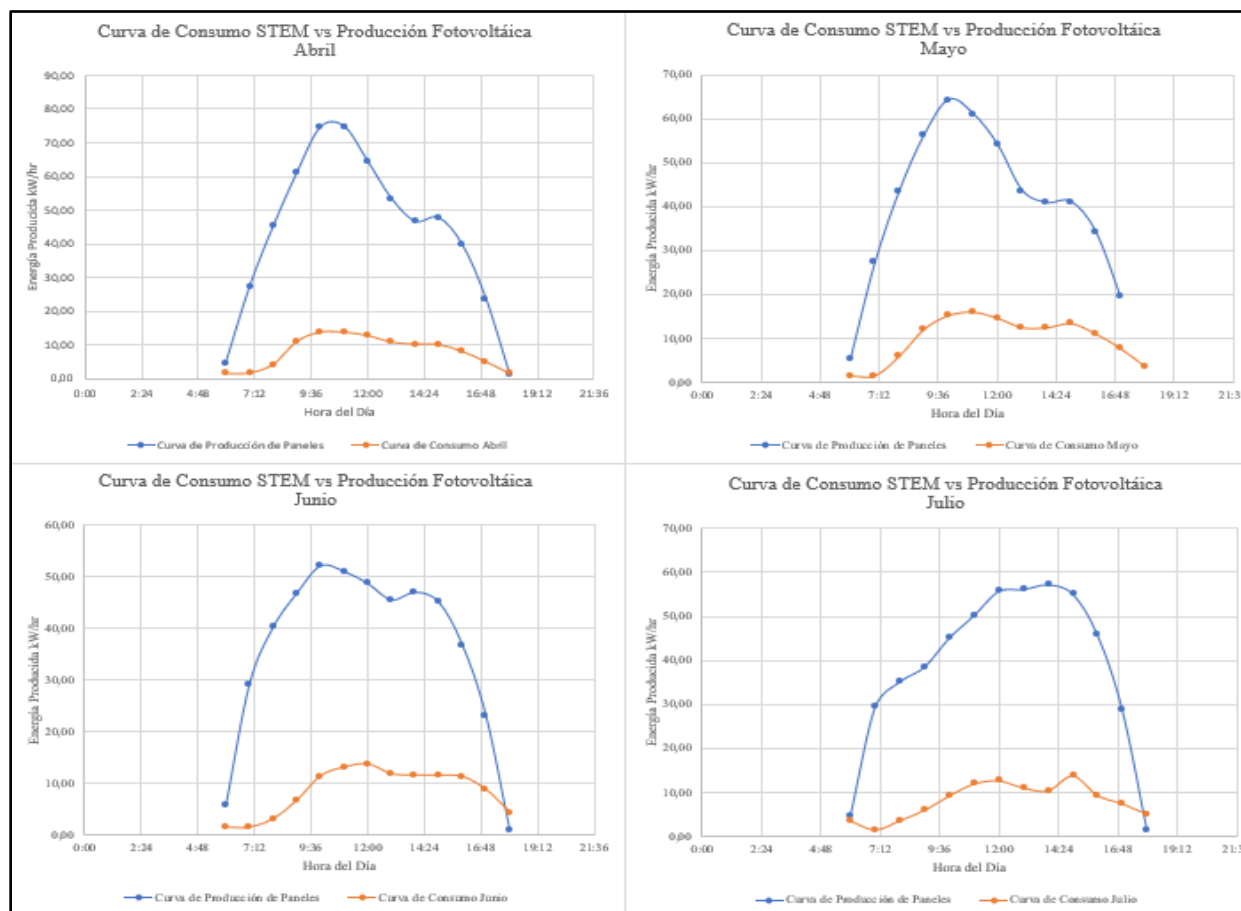 Curva de Consumo STEM vs Producción Fotovoltáica
Abril
90,00
80,00
70,00
60,00
50,00
40,00
30,00
20,00
10,00
0,00
Energía Producida kW/hr
0:00 2:24 4:48 7:12 9:36 12:00 14:24 16:48 19:12 21:36
Hora del Día
Curva de Producción de Paneles Curva de Consumo Abril
Curva de Consumo STEM vs Producción Fotovoltáica
Mayo
70,00
60,00
50,00
40,00
30,00
20,00
10,00
0,00
Energía Producida kW/hr
0:00 2:24 4:48 7:12 9:36 12:00 14:24 16:48 19:12 21:3
Hora del Día
Curva de Producción de Paneles Curva de Consumo Mayo
Curva de Consumo STEM vs Producción Fotovoltáica
Junio
60,00
50,00
40,00
30,00
20,00
10,00
0,00
Energía Producida kW/hr
0:00 2:24 4:48 7:12 9:36 12:00 14:24 16:48 19:12 21:36
Hora del Día
Curva de Producción de Paneles Curva de Consumo Junio
Curva de Consumo STEM vs Producción Fotovoltáica
Julio
70,00
60,00
50,00
40,00
30,00
20,00
10,00
0,00
Energía Producida kW/hr
0:00 2:24 4:48 7:12 9:36 12:00 14:24 16:48 19:12 21:3
Hora del Día
Curva de Producción de Paneles Curva de Consumo Julio